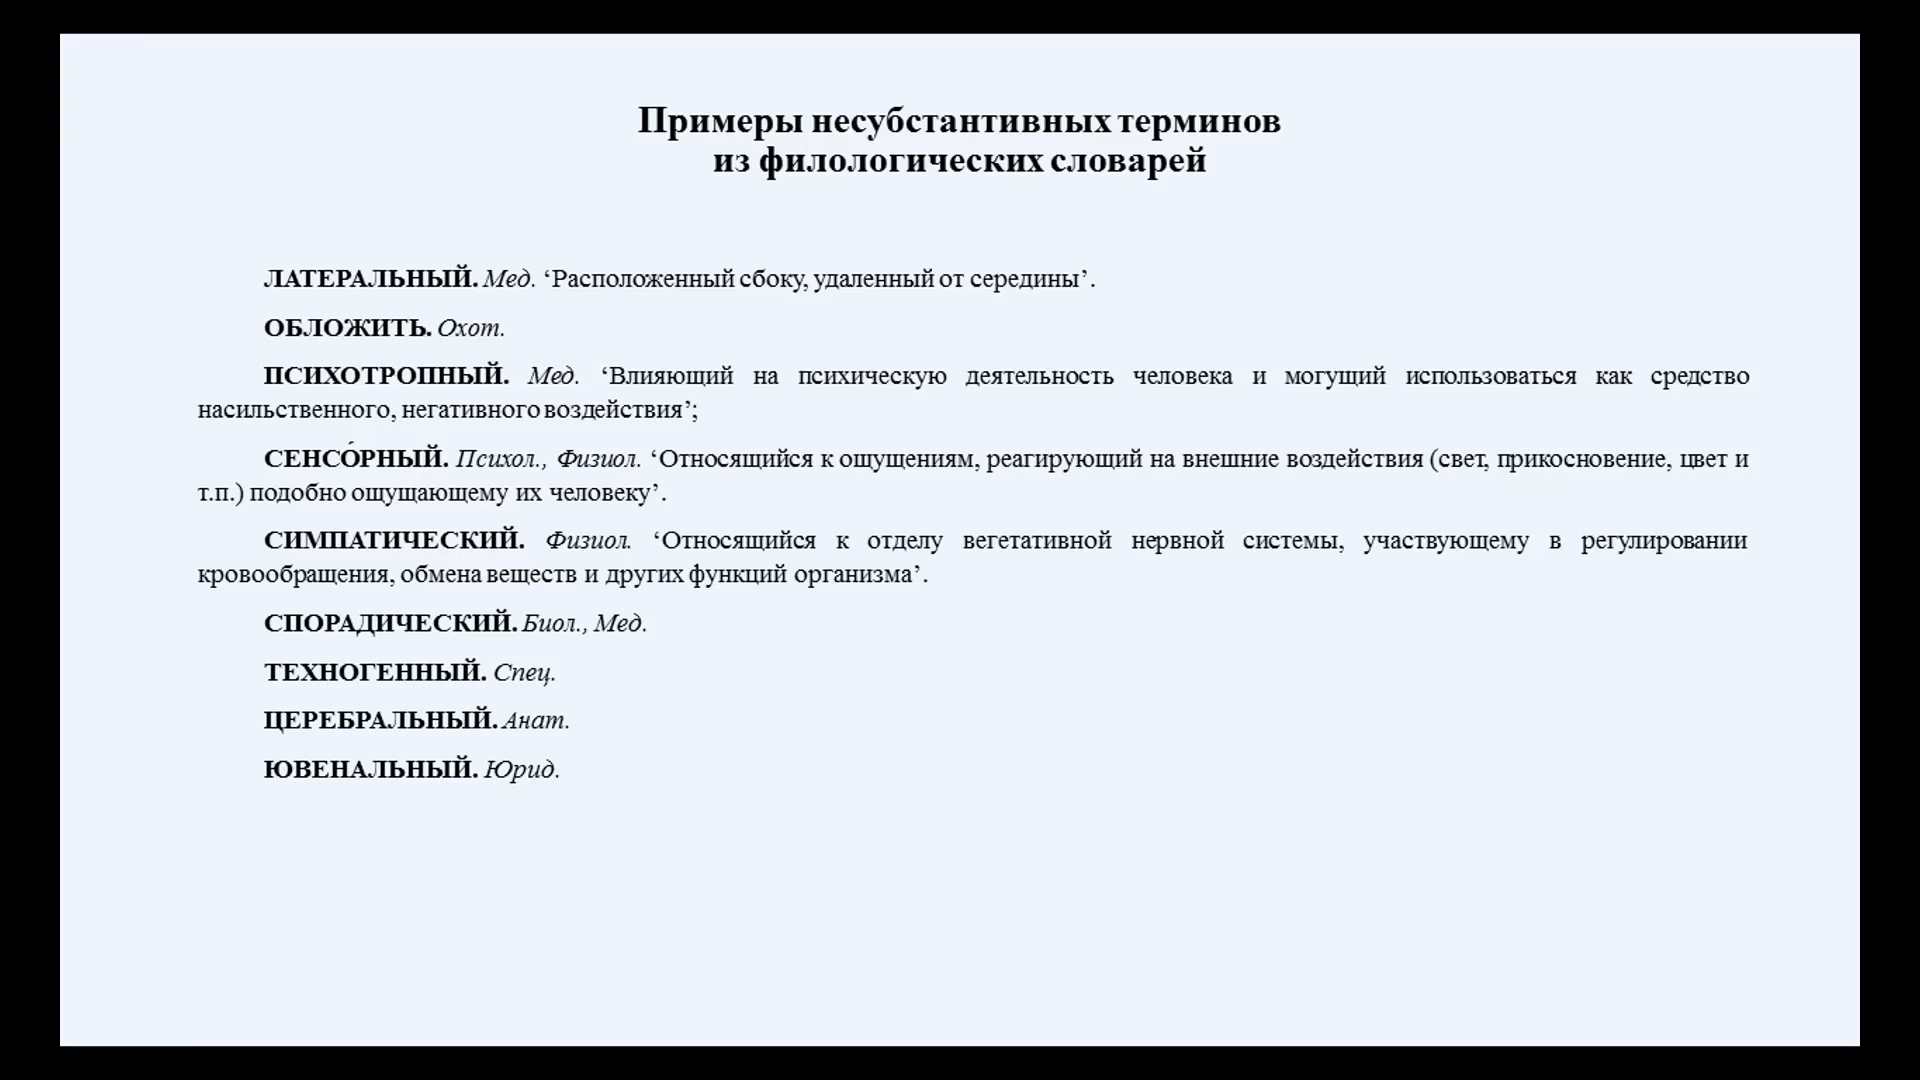 Примеры несубстантивных терминов
из филологических словарей
ЛАТЕРАЛЬНЫЙ. Мед. ‘Расположенный сбоку, удаленный от середины’.
ОБЛОЖИТЬ. Охот.
ПСИХОТРОПНЫЙ. Мед. ‘Влияющий на психическую деятельность человека и могущий использоваться как средство
насильственного, негативного воздействия’;
СЕНСО́РНЫЙ. Психол., Физиол. ‘Относящийся к ощущениям, реагирующий на внешние воздействия (свет, прикосновение, цвет и
т.п.) подобно ощущающему их человеку’.
СИМПАТИЧЕСКИЙ. Физиол. ‘Относящийся к отделу вегетативной нервной системы, участвующему в регулировании
кровообращения, обмена веществ и других функций организма’.
СПОРАДИЧЕСКИЙ. Биол., Мед.
ТЕХНОГЕННЫЙ. Спец.
ЦЕРЕБРАЛЬНЫЙ. Анат.
ЮВЕНАЛЬНЫЙ. Юрид.